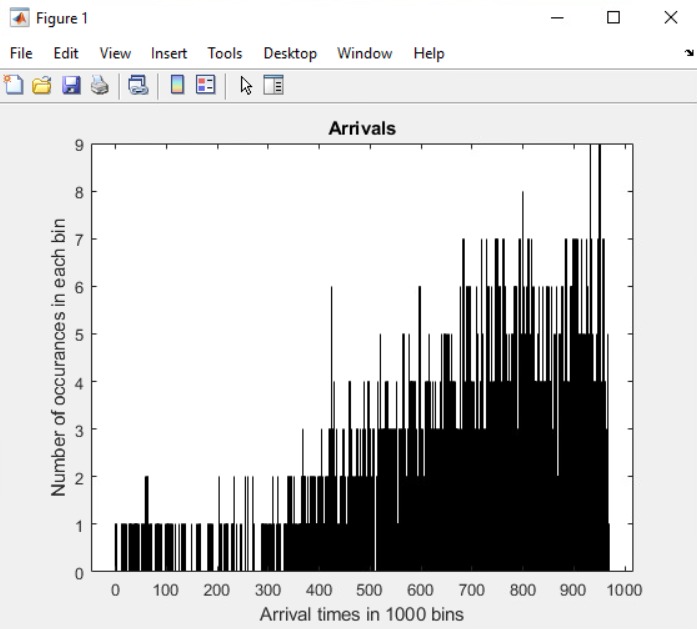 Figure 1
File Edit View Insert Tools Desktop Window Help
Arrivals
9
8
7
6
5
4
3
2
1
0
Number of occurances in each bin
0 100 200 300 400 500 600 700 800 900 1000
Arrival times in 1000 bins